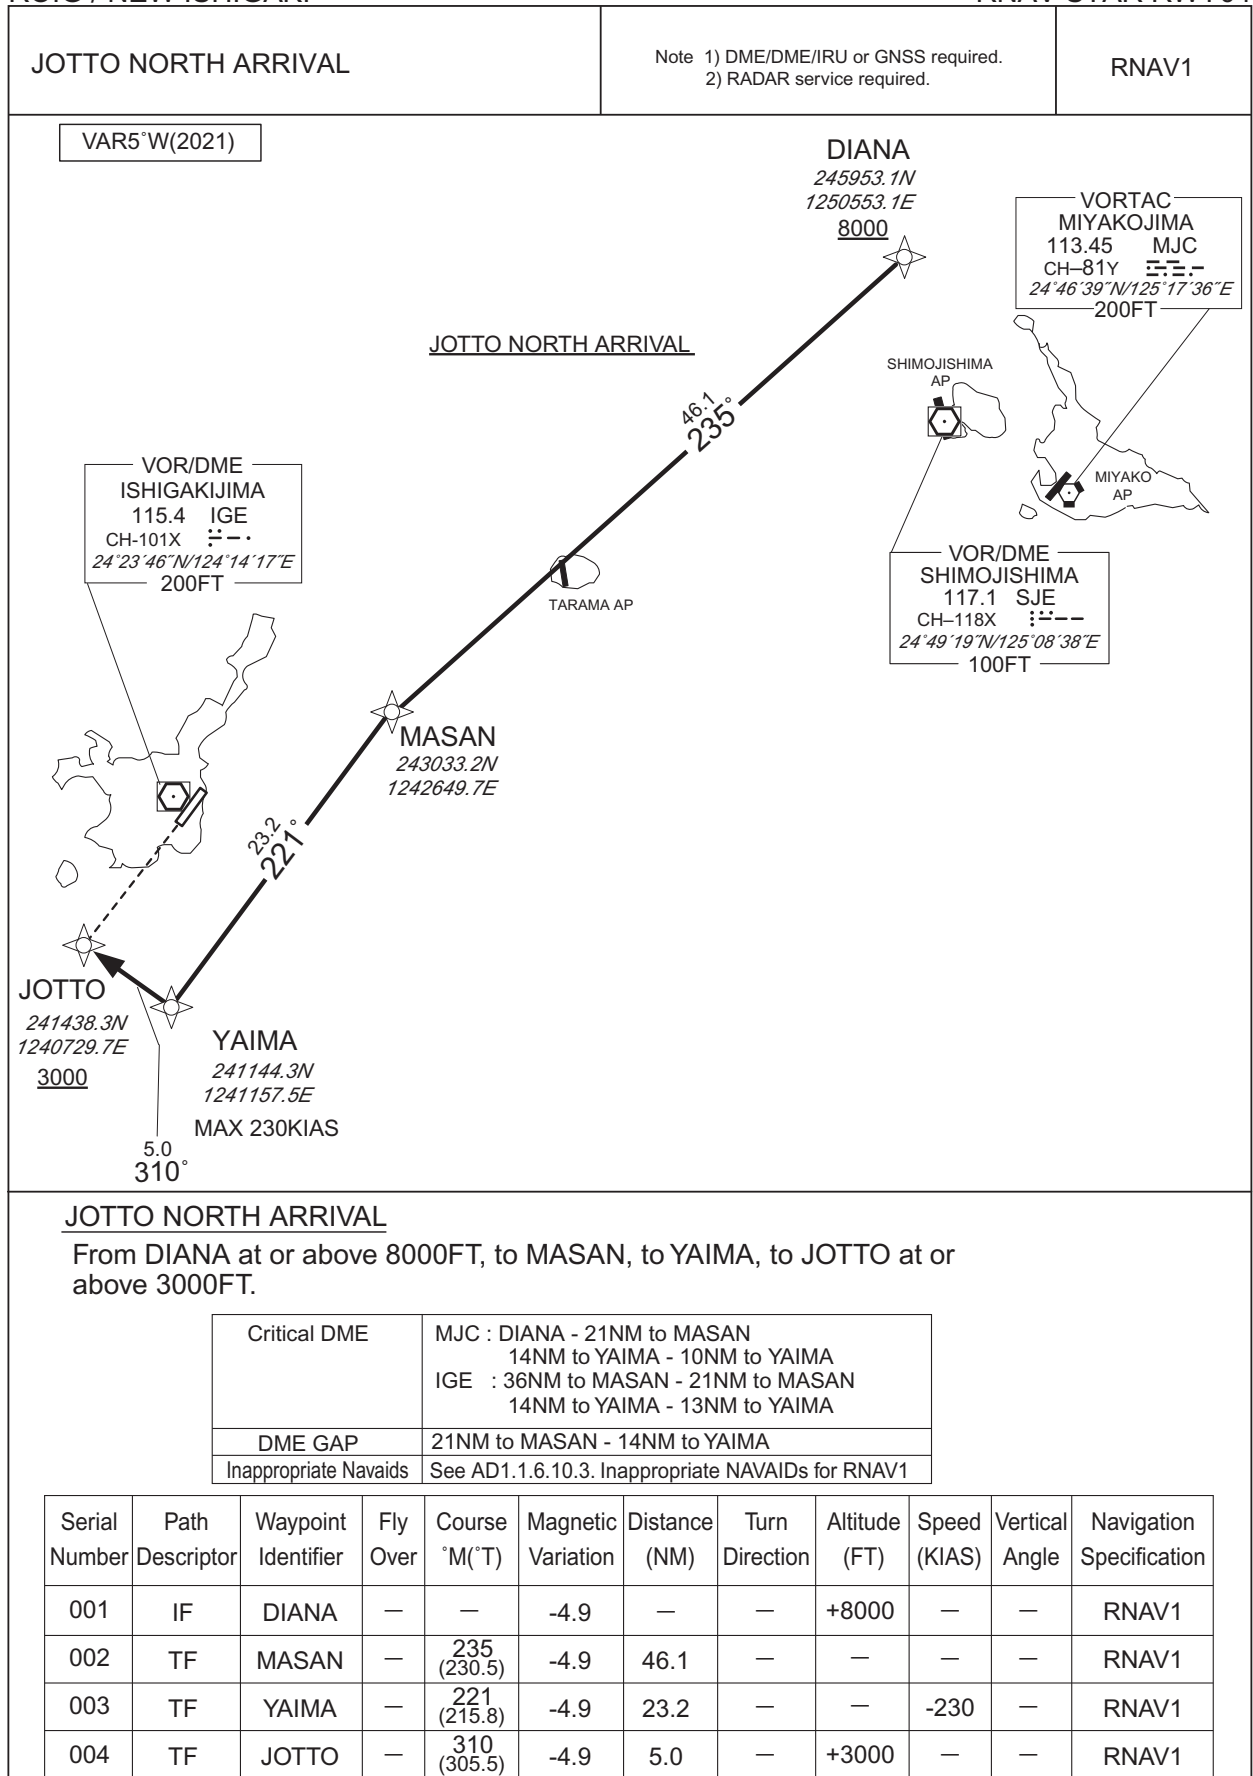 JOTTO NORTH ARRIVAL
Note 1) DME/DME/IRU or GNSS required.
2) RADAR service required.
RNAV1
VAR5°W(2021)
DIANA
245953.1N
1250553.1E
8000
VORTAC
MIYAKOJIMA
113.45 MJC
CH–81Y
24°46´39˝N/125°17´36˝E
200FT
JOTTO NORTH ARRIVAL
SHIMOJISHIMA
AP
46.1
235°
MIYAKO
AP
VOR/DME
ISHIGAKIJIMA
115.4 IGE
CH-101X
24°23´46˝N/124°14´17˝E
200FT
VOR/DME
SHIMOJISHIMA
117.1 SJE
CH–118X
24°49´19˝N/125°08´38˝E
100FT
TARAMA AP
MASAN
243033.2N
1242649.7E
23.2
221°
JOTTO
241438.3N
1240729.7E
3000
YAIMA
241144.3N
1241157.5E
MAX 230KIAS
5.0
310°
JOTTO NORTH ARRIVAL
From DIANA at or above 8000FT, to MASAN, to YAIMA, to JOTTO at or
above 3000FT.
Critical DME MJC : DIANA - 21NM to MASAN
14NM to YAIMA - 10NM to YAIMA
IGE : 36NM to MASAN - 21NM to MASAN
14NM to YAIMA - 13NM to YAIMA
DME GAP 21NM to MASAN - 14NM to YAIMA
Inappropriate Navaids See AD1.1.6.10.3. Inappropriate NAVAIDs for RNAV1
Serial Path Waypoint Fly Course Magnetic Distance Turn Altitude Speed Vertical Navigation
Number Descriptor Identifier Over °M(°T) Variation (NM) Direction (FT) (KIAS) Angle Specification
001 IF DIANA — — -4.9 — — +8000 — — RNAV1
002 TF MASAN — 235 (230.5) -4.9 46.1 — — — — RNAV1
003 TF YAIMA — 221 (215.8) -4.9 23.2 — — -230 — RNAV1
004 TF JOTTO — 310 (305.5) -4.9 5.0 — +3000 — — RNAV1